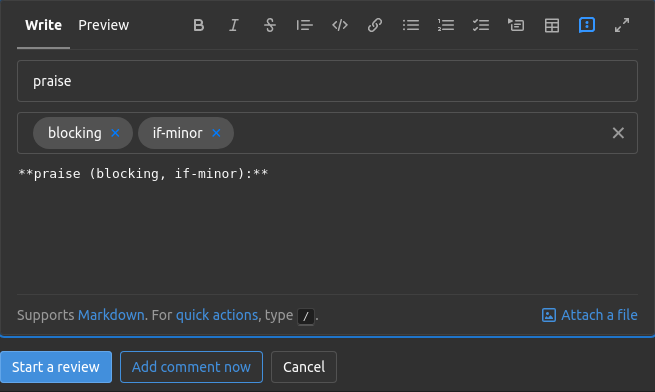 Write Preview
praise
blocking × if-minor ×
**praise (blocking, if-minor):**
Supports Markdown. For quick actions, type /. Attach a file
Start a review Add comment now Cancel